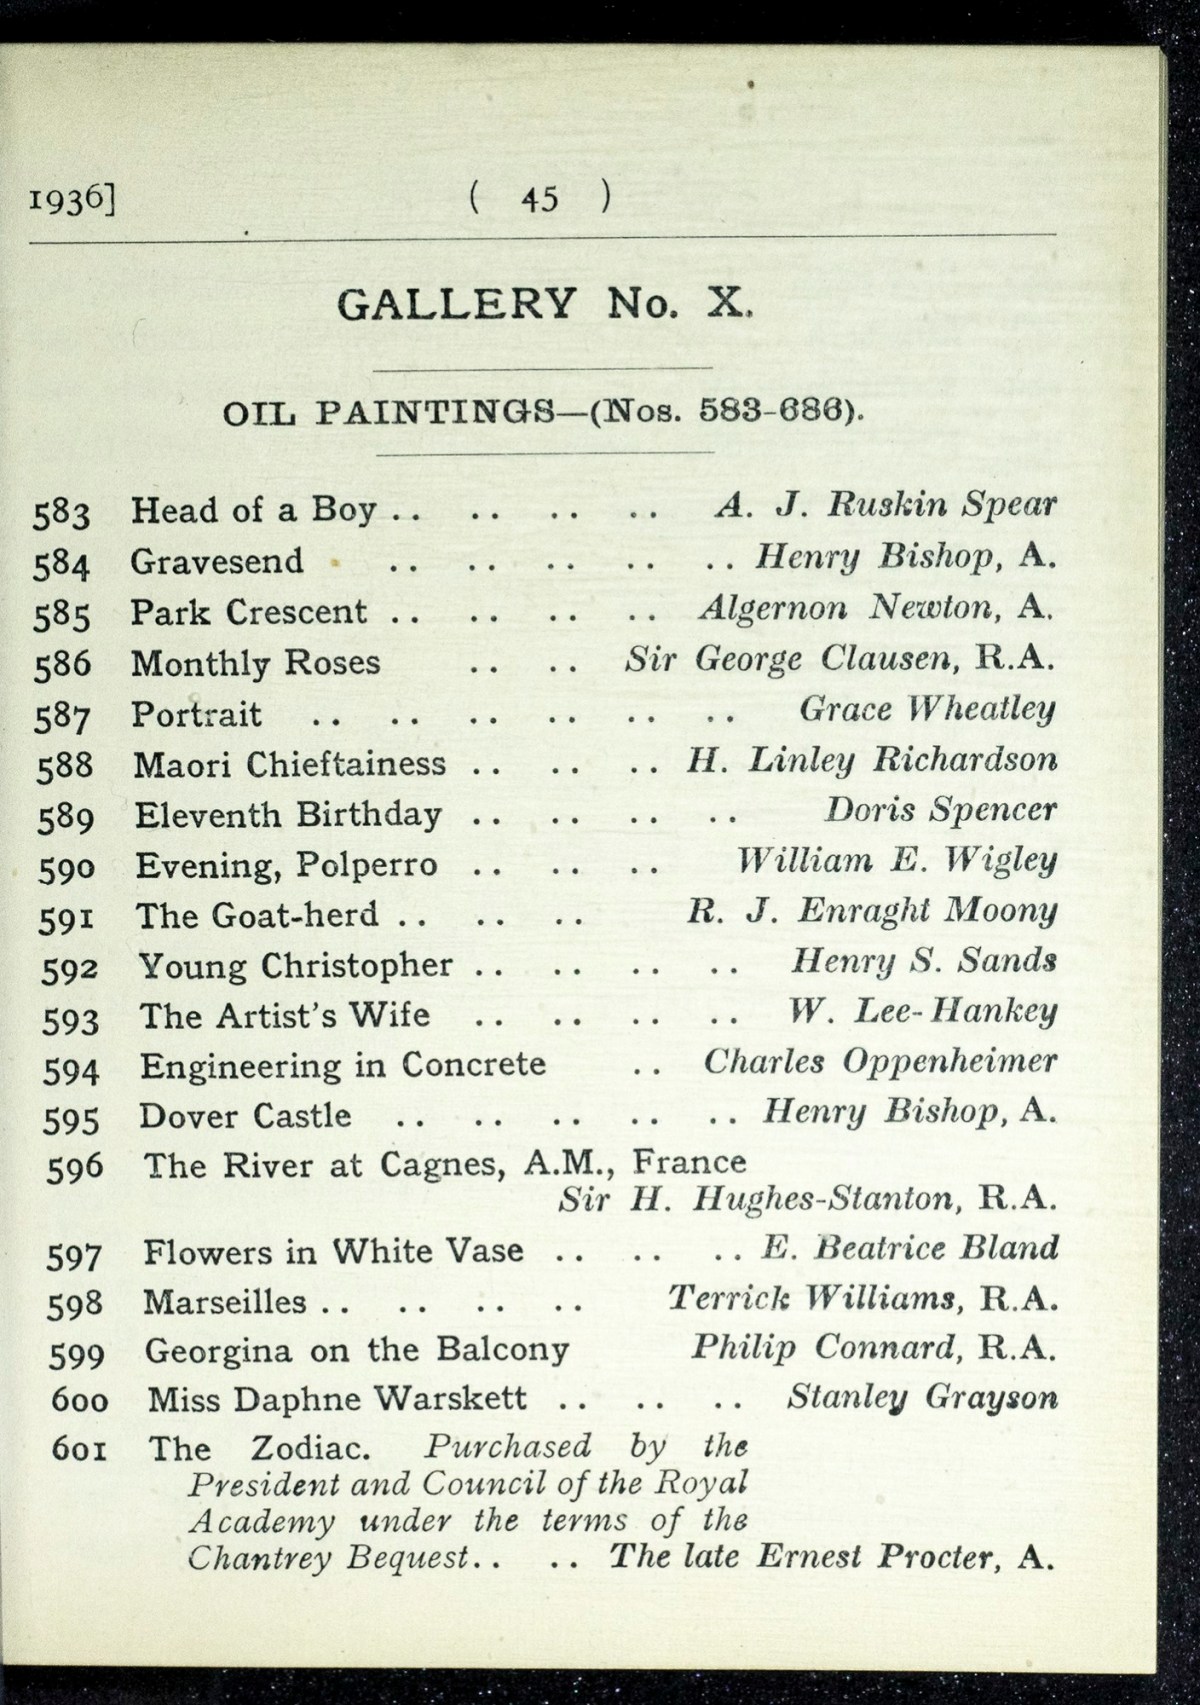 1936] ( 45 )
GALLERY No. X.
OIL PAINTINGS—(Nos. 583-686).
583 Head of a Boy .. .. .. .. A. J. Ruskin Spear
584 Gravesend .. .. .. .. .. Henry Bishop, A.
585 Park Crescent .. .. .. .. Algernon Newton, A.
586 Monthly Roses .. .. Sir George Clausen, R.A.
587 Portrait .. .. .. .. .. .. Grace Wheatley
588 Maori Chieftainess .. .. .. H. Linley Richardson
589 Eleventh Birthday .. .. .. .. Doris Spencer
590 Evening, Polperro .. .. .. William E. Wigley
591 The Goat-herd .. .. .. R. J. Enraght Moony
592 Young Christopher .. .. .. .. Henry S. Sands
593 The Artist's Wife .. .. .. .. W. Lee-Hankey
594 Engineering in Concrete .. Charles Oppenheimer
595 Dover Castle .. .. .. .. .. Henry Bishop, A.
596 The River at Cagnes, A.M., France
Sir H. Hughes-Stanton, R.A.
597 Flowers in White Vase .. .. .. E. Beatrice Bland
598 Marseilles .. .. .. .. Terrick Williams, R.A.
599 Georgina on the Balcony Philip Connard, R.A.
600 Miss Daphne Warskett .. .. .. Stanley Grayson
601 The Zodiac. Purchased by the
President and Council of the Royal
Academy under the terms of the
Chantrey Bequest.. .. The late Ernest Procter, A.